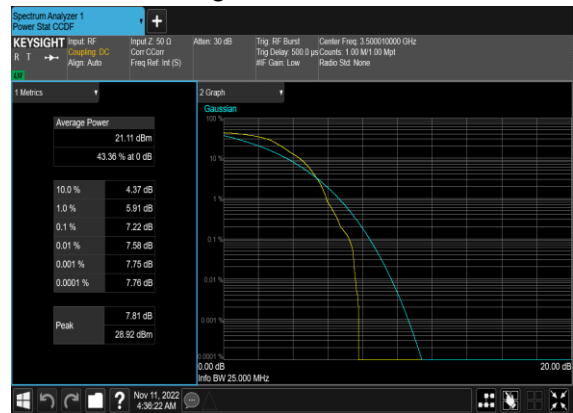 Spectrum Analyzer 1
Power Stat CCDF
+
KEYSIGHT
R T
LV
Input: RF
Coupling: DC
Align: Auto
Input Z: 50 Ω
Corr CCorr
Freq Ref: Int (S)
Atten: 30 dB
Trig: RF Burst
Trig Delay: 500.0 µs
#IF Gain: Low
Center Freq: 3.500010000 GHz
Counts: 1.00 M/1.00 Mpt
Radio Std: None
1 Metrics
Average Power
21.11 dBm
43.36 % at 0 dB
10.0 % 4.37 dB
1.0 % 5.91 dB
0.1 % 7.22 dB
0.01 % 7.58 dB
0.001 % 7.75 dB
0.0001 % 7.76 dB
Peak
7.81 dB
28.92 dBm
2 Graph
Gaussian
100 %
10 %
1 %
0.1 %
0.01 %
0.001 %
0.0001 %
0.00 dB 20.00 dB
Info BW 25.000 MHz
? Nov 11, 2022
4:36:22 AM